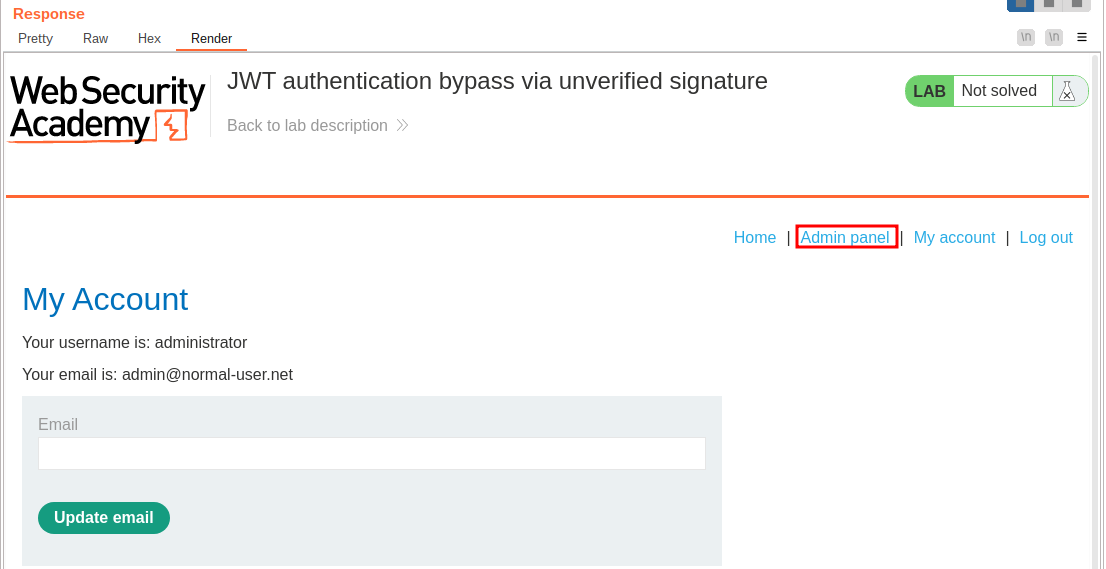 Response
Pretty Raw Hex Render
\n \n
Web Security
Academy
JWT authentication bypass via unverified signature
Back to lab description
LAB Not solved
Home | Admin panel | My account | Log out
My Account
Your username is: administrator
Your email is: admin@normal-user.net
Email
Update email